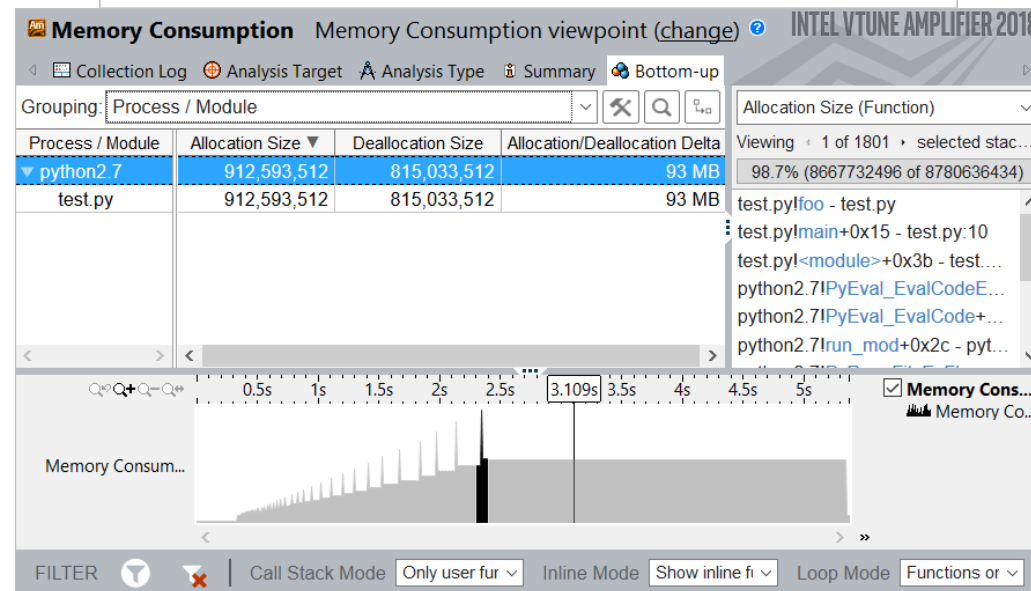 Memory Consumption Memory Consumption viewpoint (change) INTEL VTUNE AMPLIFIER 2018
Collection Log Analysis Target Analysis Type Summary Bottom-up
Grouping: Process / Module
Process / Module Allocation Size Deallocation Size Allocation/Deallocation Delta
python2.7 912,593,512 815,033,512 93 MB
test.py 912,593,512 815,033,512 93 MB
Allocation Size (Function)
Viewing 1 of 1801 selected stac...
98.7% (8667732496 of 8780636434)
test.py!foo - test.py
test.py!main+0x15 - test.py:10
test.py!<module>+0x3b - test....
python2.7!PyEval_EvalCodeE...
python2.7!PyEval_EvalCode+...
python2.7!run_mod+0x2c - pyt...
0.5s 1s 1.5s 2s 2.5s 3.109s 3.5s 4s 4.5s 5s
Memory Cons...
Memory Co...
Memory Consum...
FILTER Call Stack Mode Only user fur Inline Mode Show inline fu Loop Mode Functions or